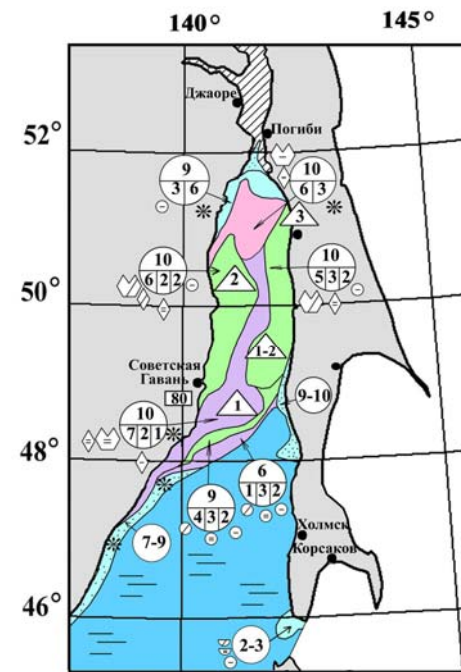 140° 145°
Джаоре
Погиби
52°
9
3 6
10
6 3
3
10
6 2 2
2
10
5 3 2
50°
1-2
Советская
Гавань
80
9-10
10
7 2 1
1
48°
6
1 3 2
9
4 3 2
7-9
Холмск
Корсаков
46°
2-3